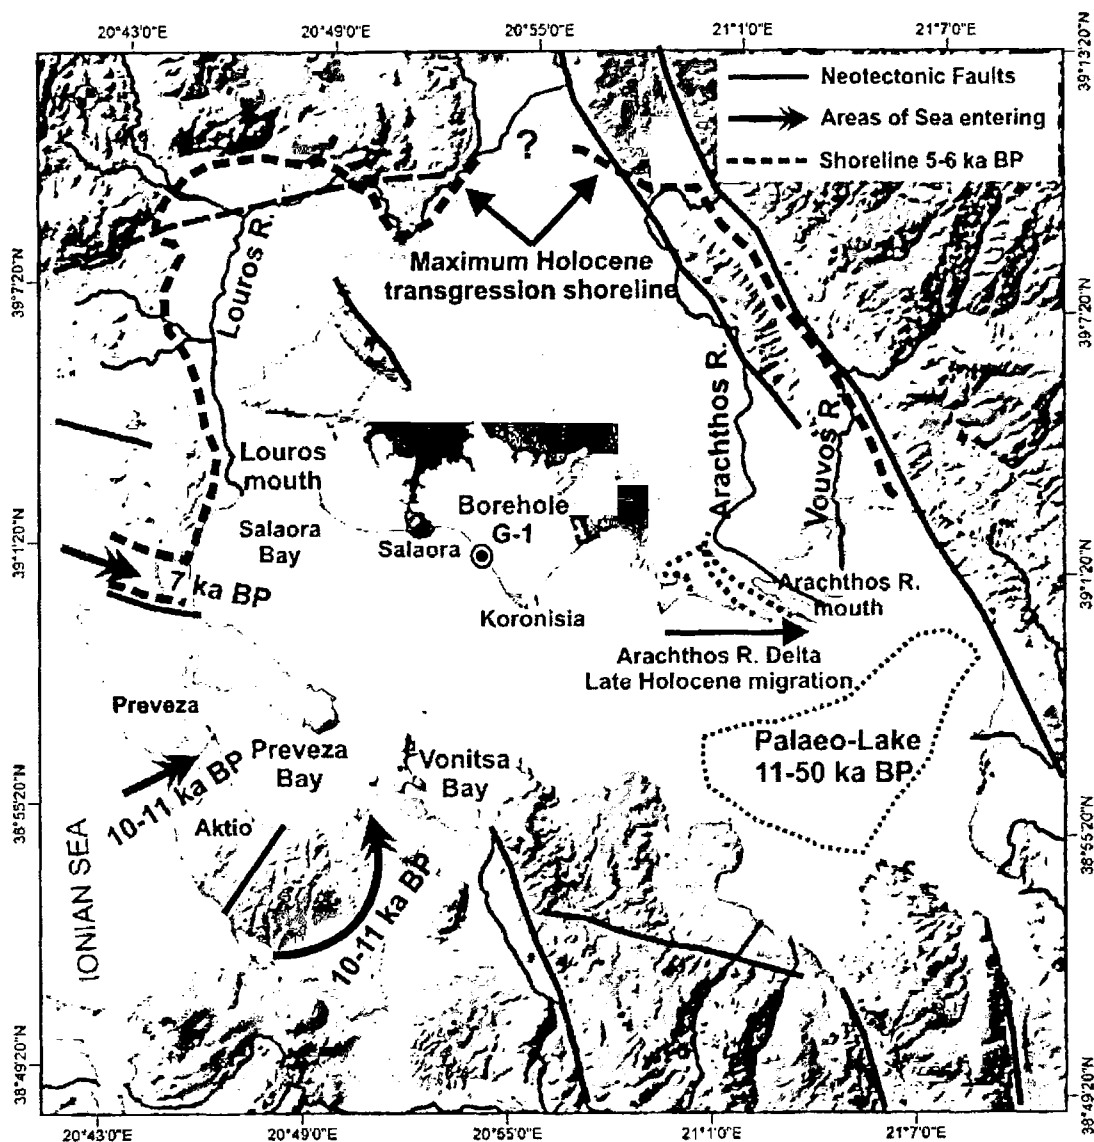 20°43'0"E
20°49'0"E
20°55'0"E
21°1'0"E
21°7'0"E
39°13'20"N
Neotectonic Faults
Areas of Sea entering
Shoreline 5-6 ka BP
?
Maximum Holocene
transgression shoreline
39°7'20"N
39°7'20"N
Louros R.
Arachthos R.
Vouvos R.
Louros
mouth
Borehole
G-1
Salaora
Bay
Salaora
39°1'20"N
39°1'20"N
7 ka BP
Koronisia
Arachthos R.
mouth
Arachthos R. Delta
Late Holocene migration
Preveza
Preveza
Bay
Vonitsa
Bay
Palaeo-Lake
11-50 ka BP
10-11 ka BP
38°55'20"N
38°55'20"N
Aktio
10-11 ka BP
IONIAN SEA
38°49'20"N
38°49'20"N
20°43'0"E
20°49'0"E
20°55'0"E
21°1'0"E
21°7'0"E